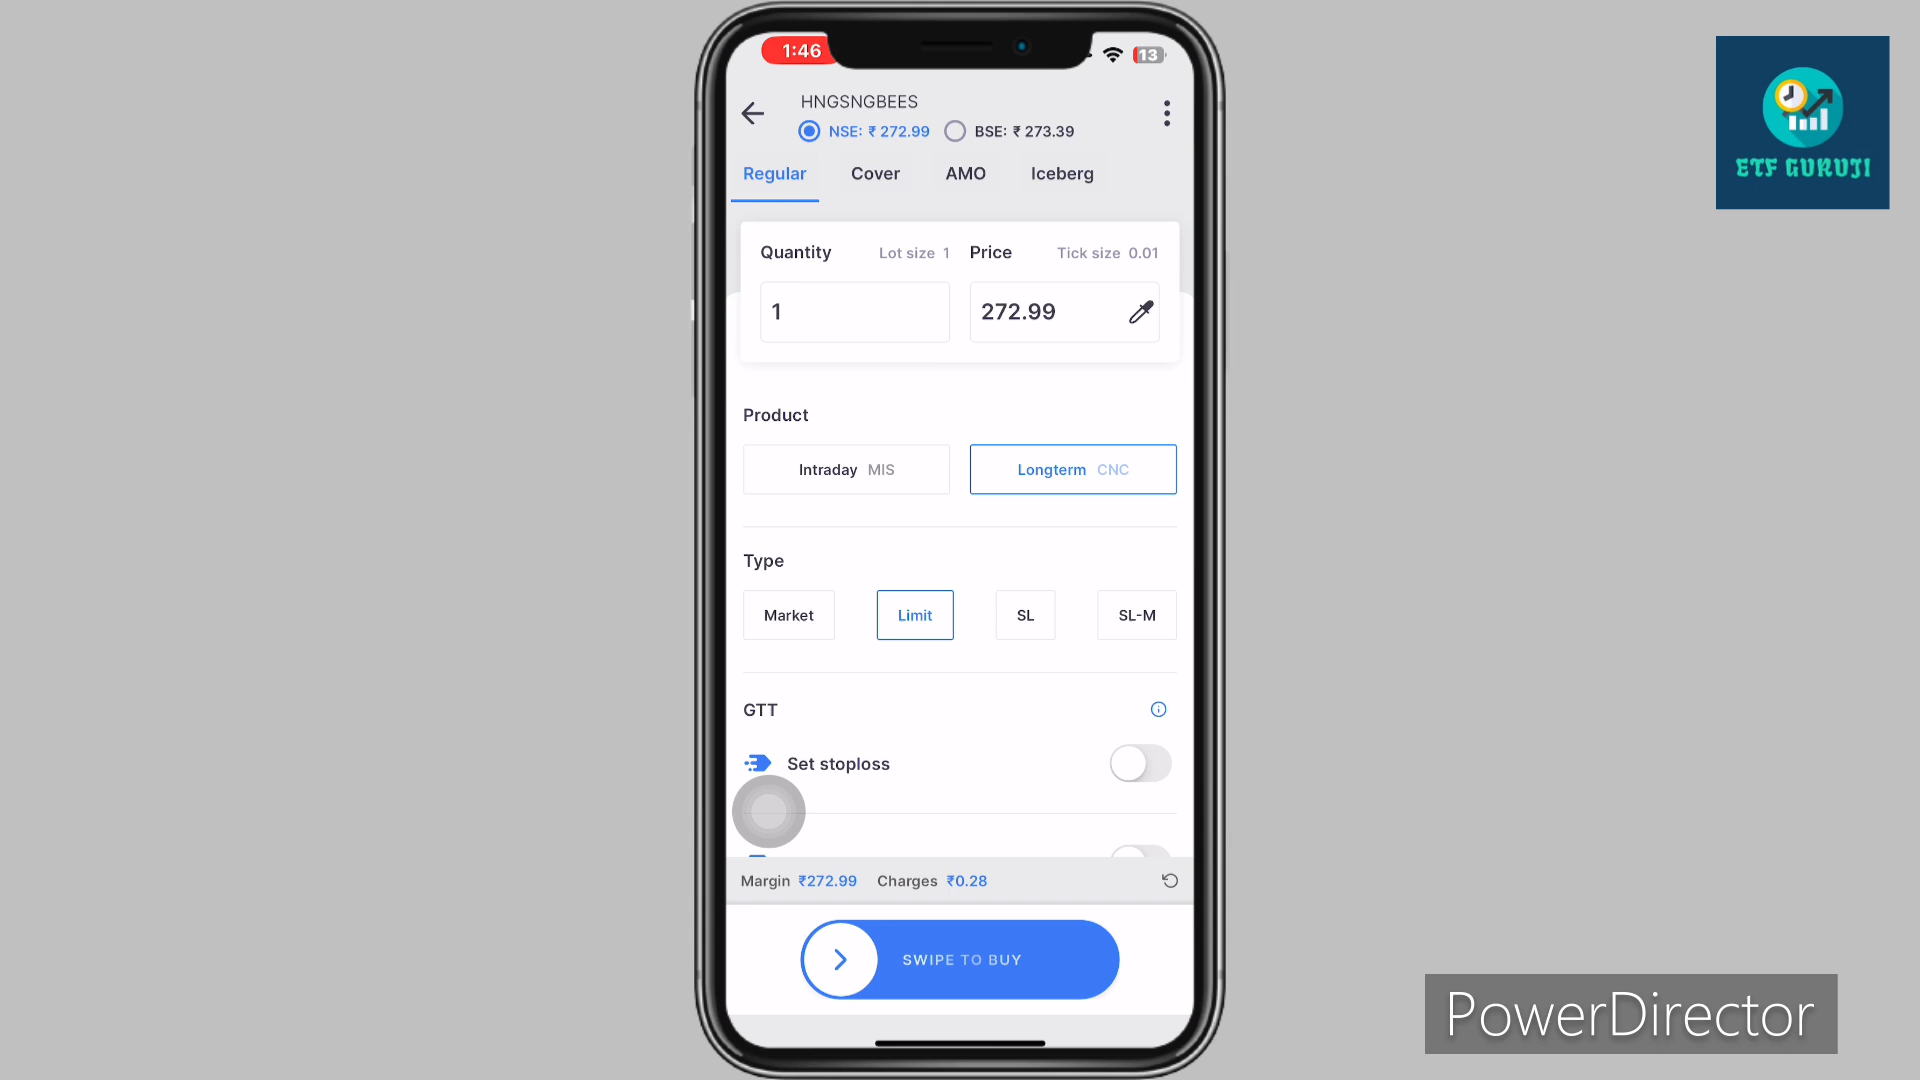 1:46
13
HNGSNGBEES
NSE: ₹ 272.99 BSE: ₹ 273.39
Regular Cover AMO Iceberg
Quantity Lot size 1 Price Tick size 0.01
1 272.99
Product
Intraday MIS Longterm CNC
Type
Market Limit SL SL-M
GTT
Set stoploss
Margin ₹272.99 Charges ₹0.28
SWIPE TO BUY
ETF GURUJI
PowerDirector